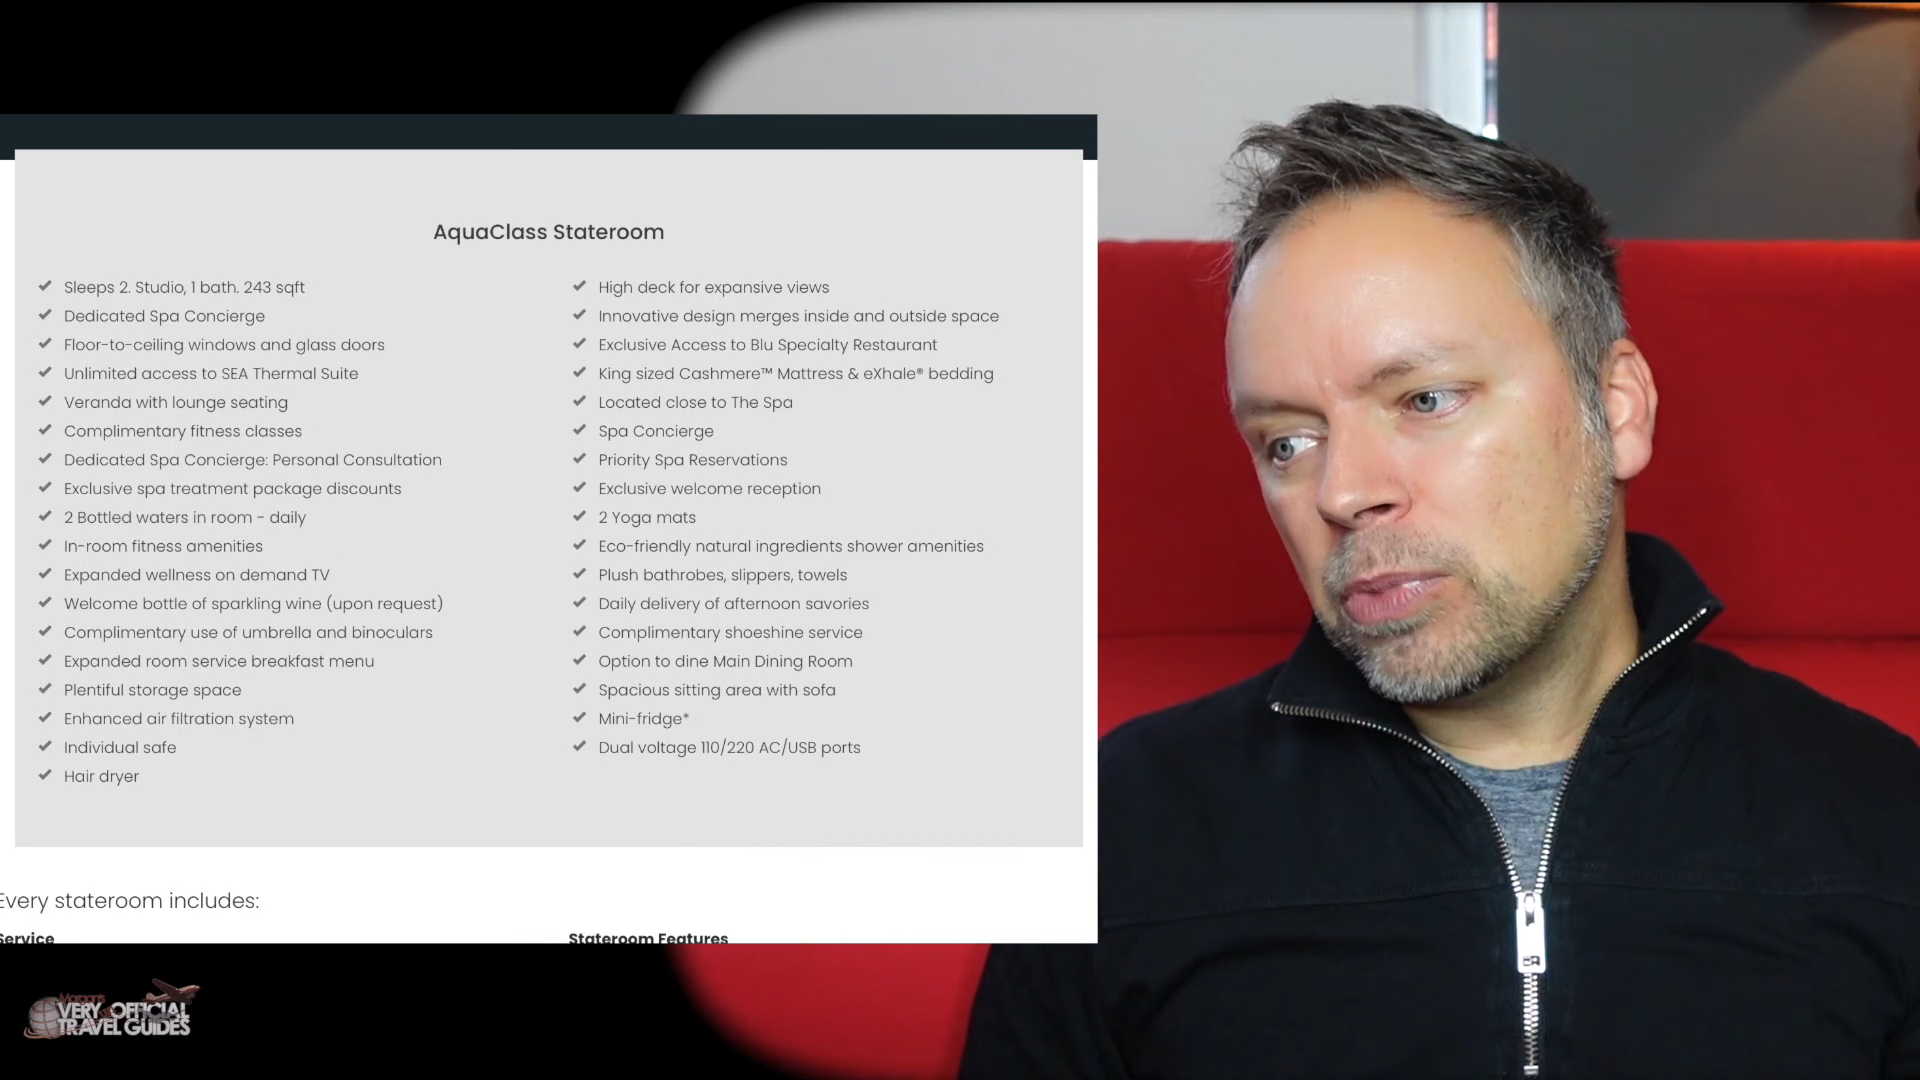 AquaClass Stateroom
Sleeps 2. Studio, 1 bath. 243 sqft
Dedicated Spa Concierge
Floor-to-ceiling windows and glass doors
Unlimited access to SEA Thermal Suite
Veranda with lounge seating
Complimentary fitness classes
Dedicated Spa Concierge: Personal Consultation
Exclusive spa treatment package discounts
2 Bottled waters in room - daily
In-room fitness amenities
Expanded wellness on demand TV
Welcome bottle of sparkling wine (upon request)
Complimentary use of umbrella and binoculars
Expanded room service breakfast menu
Plentiful storage space
Enhanced air filtration system
Individual safe
Hair dryer
High deck for expansive views
Innovative design merges inside and outside space
Exclusive Access to Blu Specialty Restaurant
King sized Cashmere™ Mattress & eXhale® bedding
Located close to The Spa
Spa Concierge
Priority Spa Reservations
Exclusive welcome reception
2 Yoga mats
Eco-friendly natural ingredients shower amenities
Plush bathrobes, slippers, towels
Daily delivery of afternoon savories
Complimentary shoeshine service
Option to dine Main Dining Room
Spacious sitting area with sofa
Mini-fridge*
Dual voltage 110/220 AC/USB ports
Every stateroom includes:
Service
Stateroom Features
VERY OFFICIAL
TRAVEL GUIDES